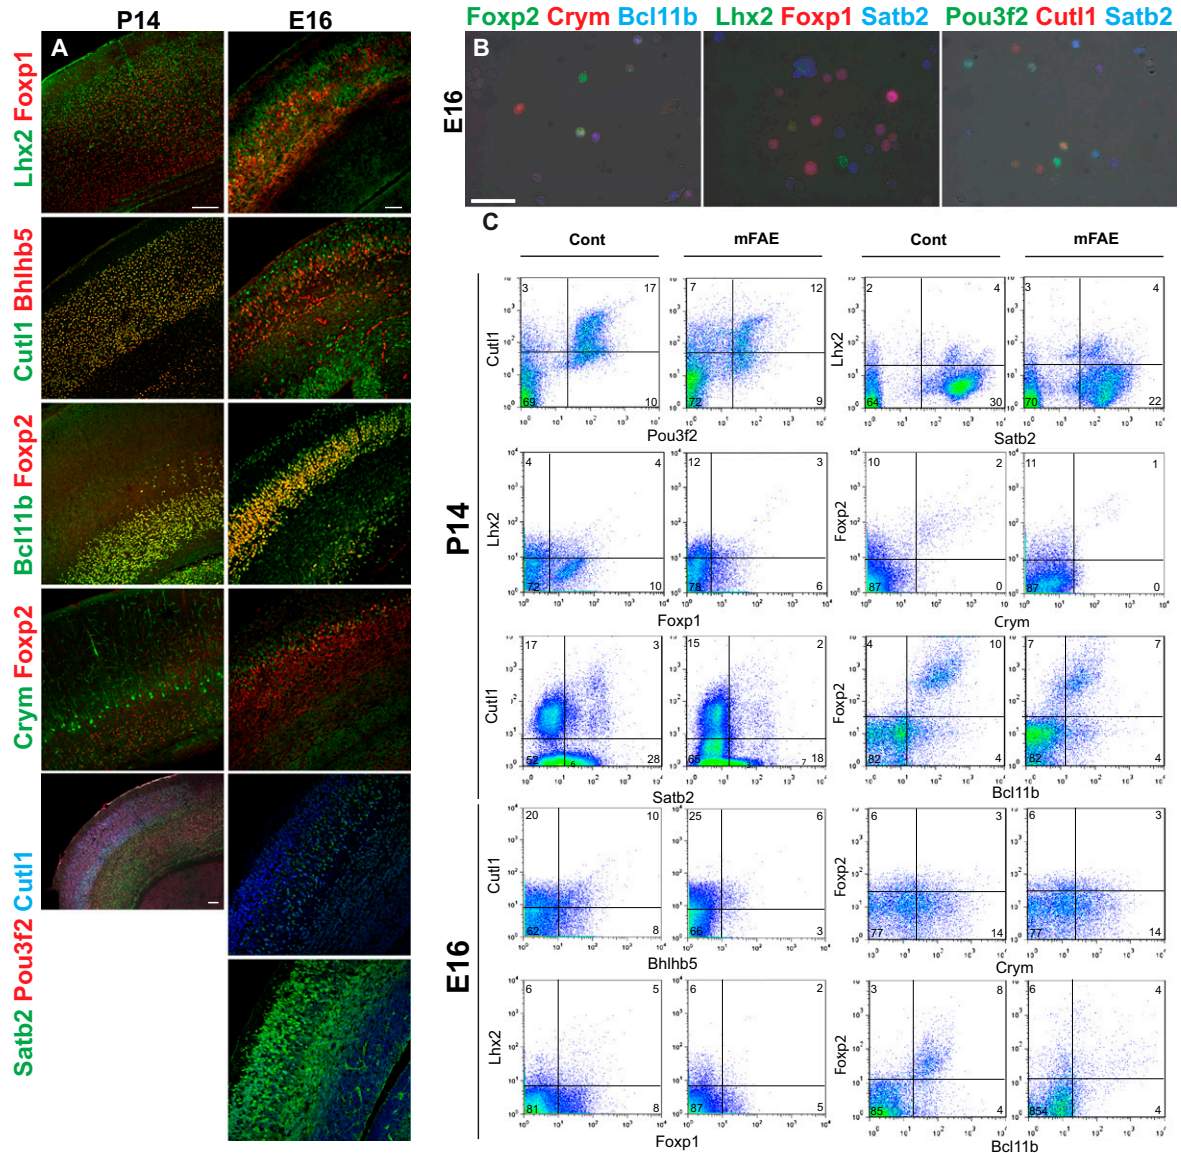 P14 E16
A
Lhx2 Foxp1
Cutl1 Bhlhb5
Bcl11b Foxp2
Crym Foxp2
Satb2 Pou3f2 Cutl1
Foxp2 Crym Bcl11b Lhx2 Foxp1 Satb2 Pou3f2 Cutl1 Satb2
B
E16
C
Cont mFAE Cont mFAE
P14
Cutl1
3 17
69 10
7 12
72 9
Pou3f2
Lhx2
2 4
64 30
3 4
70 22
Satb2
Lhx2
4 4
72 10
12 3
78 6
Foxp1
Foxp2
10 2
87 0
11 1
87 0
Crym
Cutl1
17 3
52 28
15 2
65 7 18
Satb2
Foxp2
4 10
82 4
7 7
82 4
Bcl11b
E16
Cutl1
20 10
62 8
25 6
66 3
Bhlhb5
Foxp2
6 3
77 14
6 3
77 14
Crym
Lhx2
6 5
81 8
6 2
87 5
Foxp1
Foxp2
3 8
85 4
6 4
854 4
Bcl11b